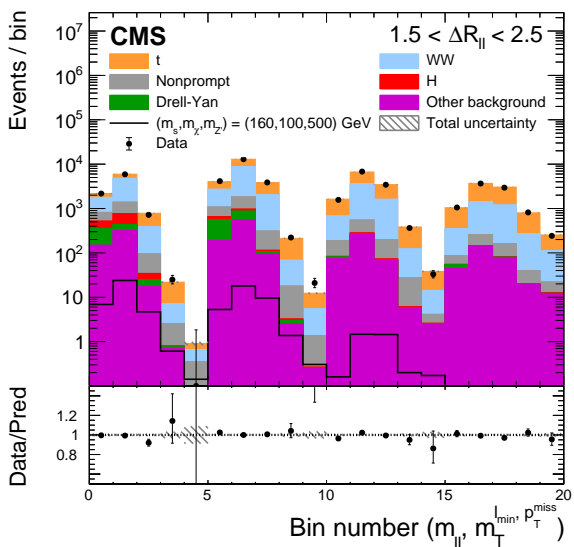 CMS
1.5 < ΔR_ll < 2.5
t
WW
Nonprompt
H
Drell-Yan
Other background
(m_s, m_χ, m_Z') = (160,100,500) GeV
Total uncertainty
Data
Events / bin
10^7
10^6
10^5
10^4
10^3
10^2
10
1
Data/Pred
1.2
1
0.8
0 5 10 15 20
Bin number (m_ll, m_T^{l_min, p_T^miss})